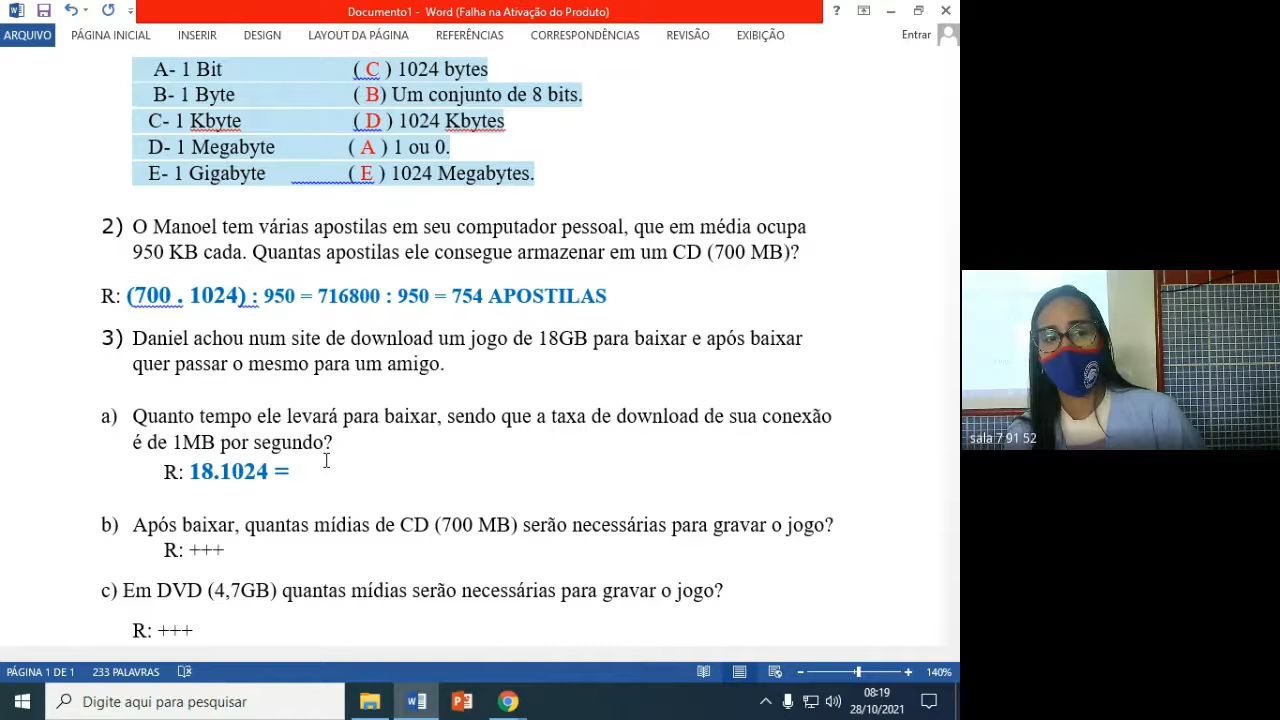 Documento1 - Word (Falha na Ativação do Produto)
?
ARQUIVO PÁGINA INICIAL INSERIR DESIGN LAYOUT DA PÁGINA REFERÊNCIAS CORRESPONDÊNCIAS REVISÃO EXIBIÇÃO Entrar
A- 1 Bit ( C ) 1024 bytes
B- 1 Byte ( B) Um conjunto de 8 bits.
C- 1 Kbyte ( D ) 1024 Kbytes
D- 1 Megabyte ( A ) 1 ou 0.
E- 1 Gigabyte ( E ) 1024 Megabytes.
2) O Manoel tem várias apostilas em seu computador pessoal, que em média ocupa
950 KB cada. Quantas apostilas ele consegue armazenar em um CD (700 MB)?
R: (700 . 1024) : 950 = 716800 : 950 = 754 APOSTILAS
3) Daniel achou num site de download um jogo de 18GB para baixar e após baixar
quer passar o mesmo para um amigo.
a) Quanto tempo ele levará para baixar, sendo que a taxa de download de sua conexão
é de 1MB por segundo?
R: 18.1024 =
b) Após baixar, quantas mídias de CD (700 MB) serão necessárias para gravar o jogo?
R: +++
c) Em DVD (4,7GB) quantas mídias serão necessárias para gravar o jogo?
R: +++
sala 7 91 52
PÁGINA 1 DE 1 233 PALAVRAS 140%
Digite aqui para pesquisar
08:19
28/10/2021